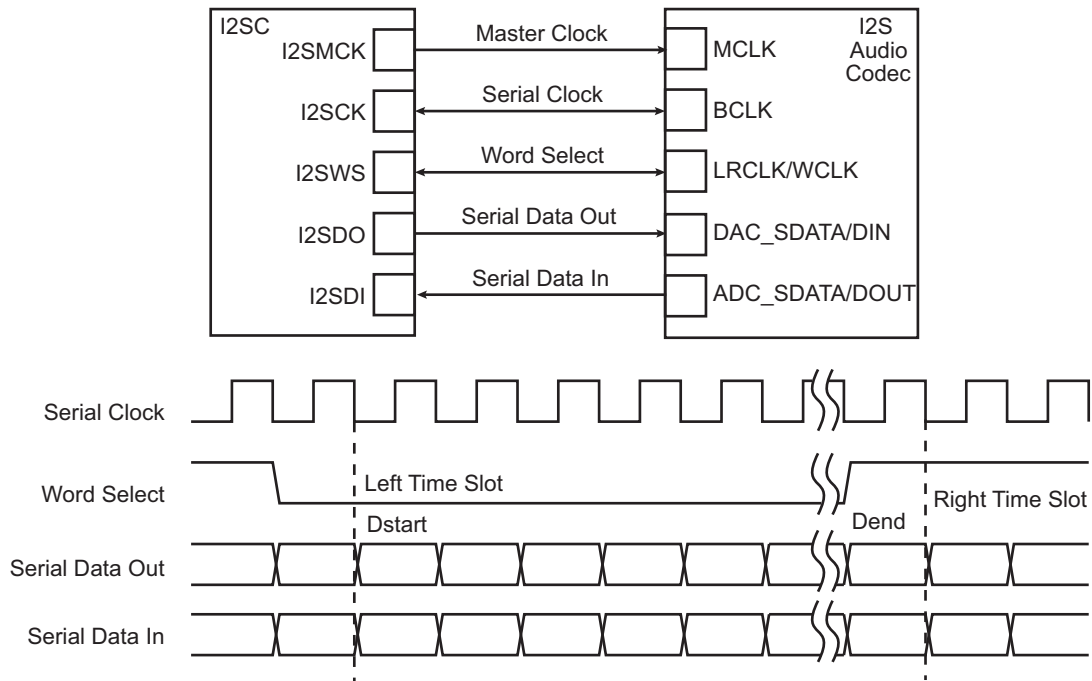 I2SC
I2S
Audio
Codec
I2SMCK
Master Clock
MCLK
I2SCK
Serial Clock
BCLK
I2SWS
Word Select
LRCLK/WCLK
I2SDO
Serial Data Out
DAC_SDATA/DIN
I2SDI
Serial Data In
ADC_SDATA/DOUT
Serial Clock
Word Select
Left Time Slot
Right Time Slot
Dstart
Dend
Serial Data Out
Serial Data In